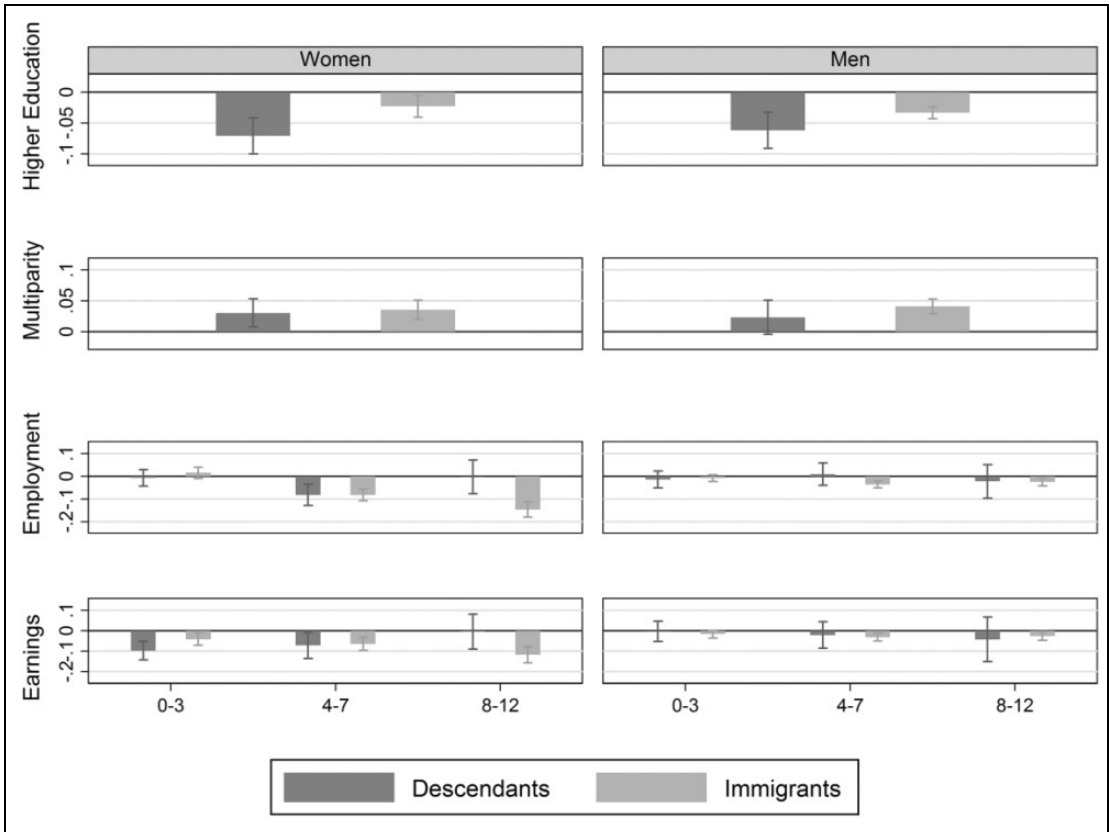 Women Men
Higher Education
0
-.05
-.1
Multiparity
.1
.05
0
Employment
.1
0
-.1
-.2
Earnings
.1
0
-.1
-.2
0-3 4-7 8-12 0-3 4-7 8-12
Descendants Immigrants